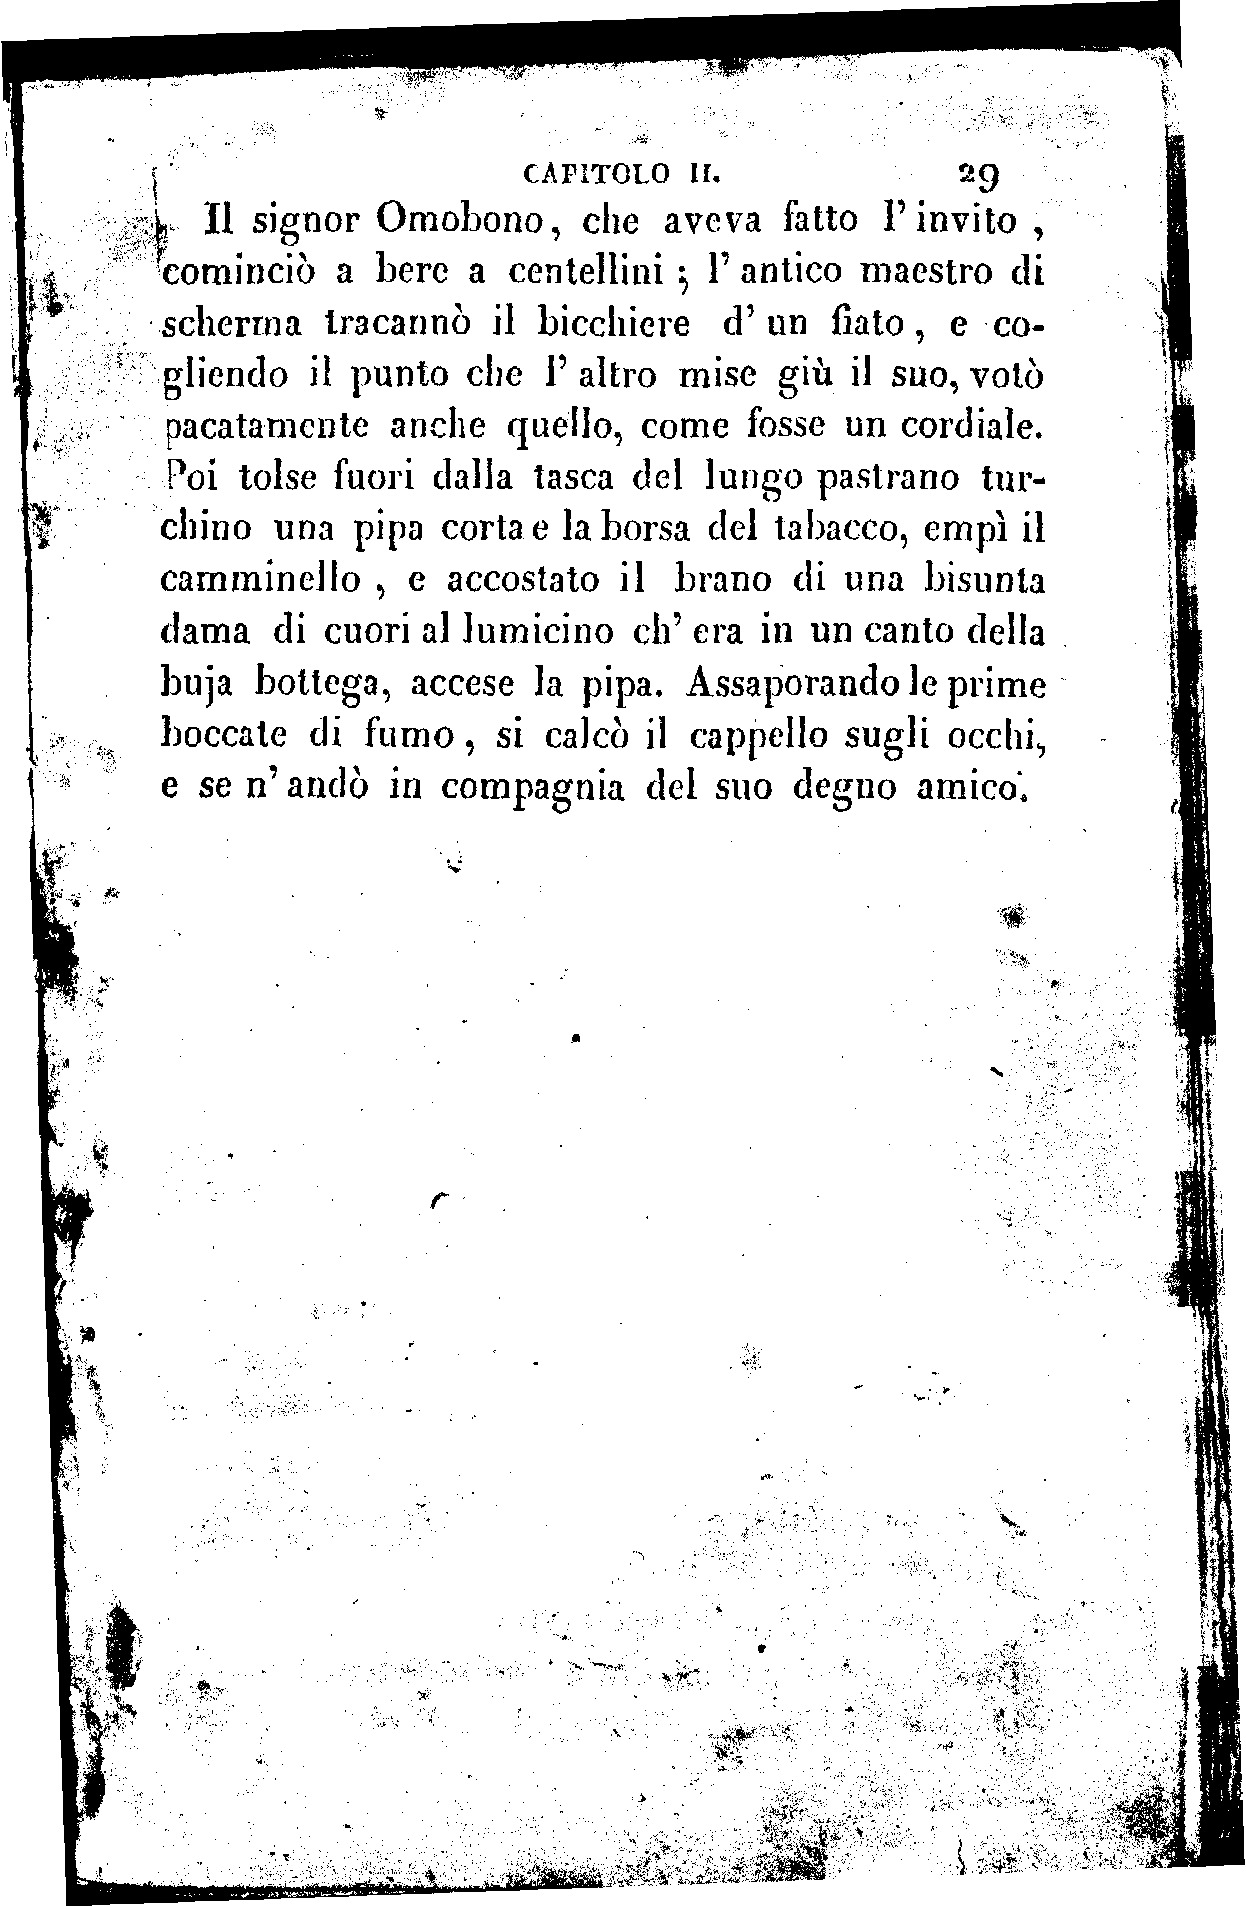 CAPITOLO II. 29
Il signor Omobono, che aveva fatto l' invito ,
cominciò a bere a centellini ; l' antico maestro di
scherma tracannò il bicchiere d' un fiato , e co-
gliendo il punto che l' altro mise giù il suo, votò
pacatamente anche quello, come fosse un cordiale.
Poi tolse fuori dalla tasca del lungo pastrano tur-
chino una pipa corta e la borsa del tabacco, empì il
camminello , e accostato il brano di una bisunta
dama di cuori al lumicino ch' era in un canto della
buja bottega, accese la pipa. Assaporando le prime
boccate di fumo , si calcò il cappello sugli occhi,
e se n' andò in compagnia del suo degno amico.